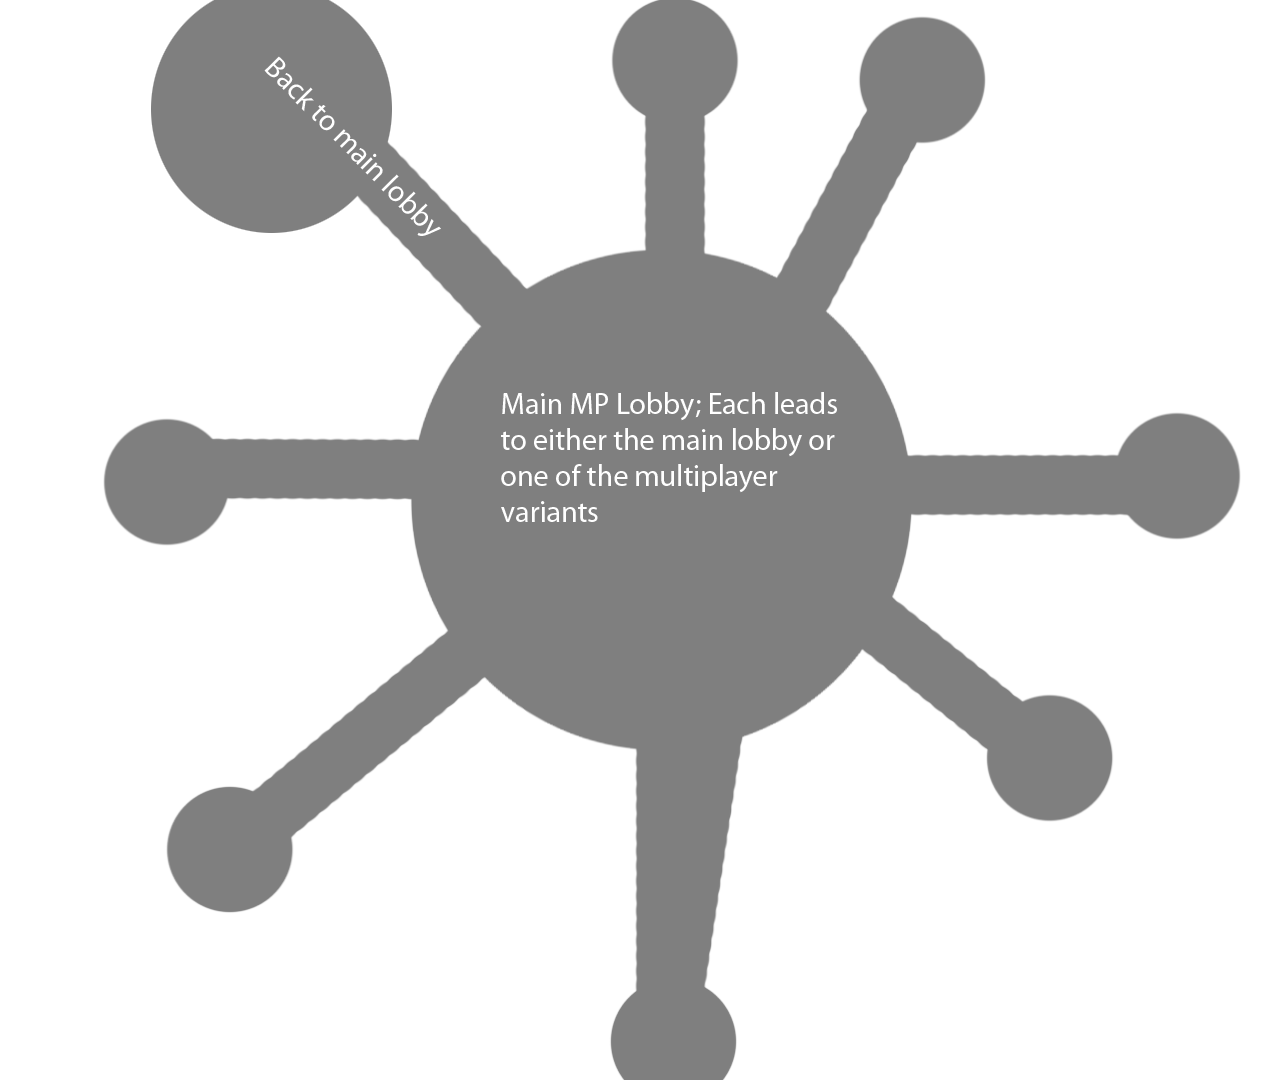 Back to main lobby
Main MP Lobby; Each leads
to either the main lobby or
one of the multiplayer
variants